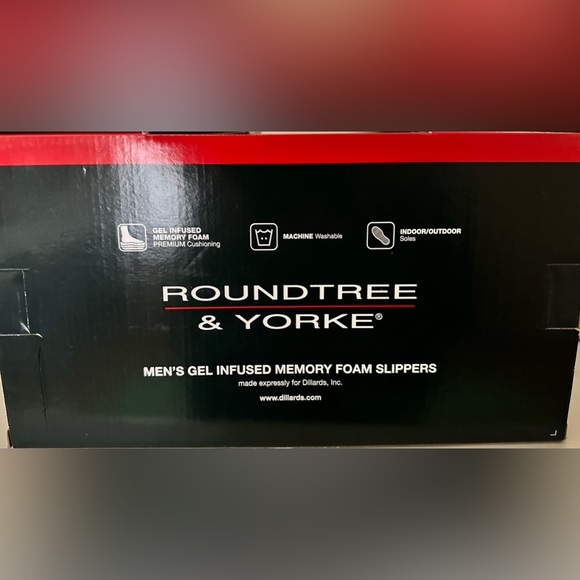 GEL INFUSED
MEMORY FOAM
PREMIUM Cushioning
MACHINE Washable
INDOOR/OUTDOOR
Soles
ROUNDTREE
& YORKE®
MEN'S GEL INFUSED MEMORY FOAM SLIPPERS
made expressly for Dillards, Inc.
www.dillards.com